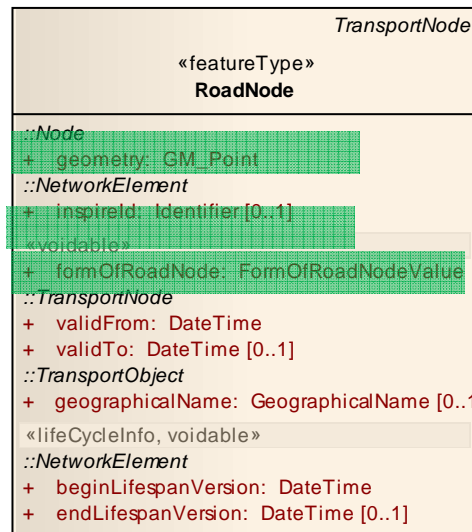 TransportNode
«featureType»
RoadNode
::Node
+ geometry: GM_Point
::NetworkElement
+ inspireId: Identifier [0..1]
«voidable»
+ formOfRoadNode: FormOfRoadNodeValue
::TransportNode
+ validFrom: DateTime
+ validTo: DateTime [0..1]
::TransportObject
+ geographicalName: GeographicalName [0..1
«lifeCycleInfo, voidable»
::NetworkElement
+ beginLifespanVersion: DateTime
+ endLifespanVersion: DateTime [0..1]